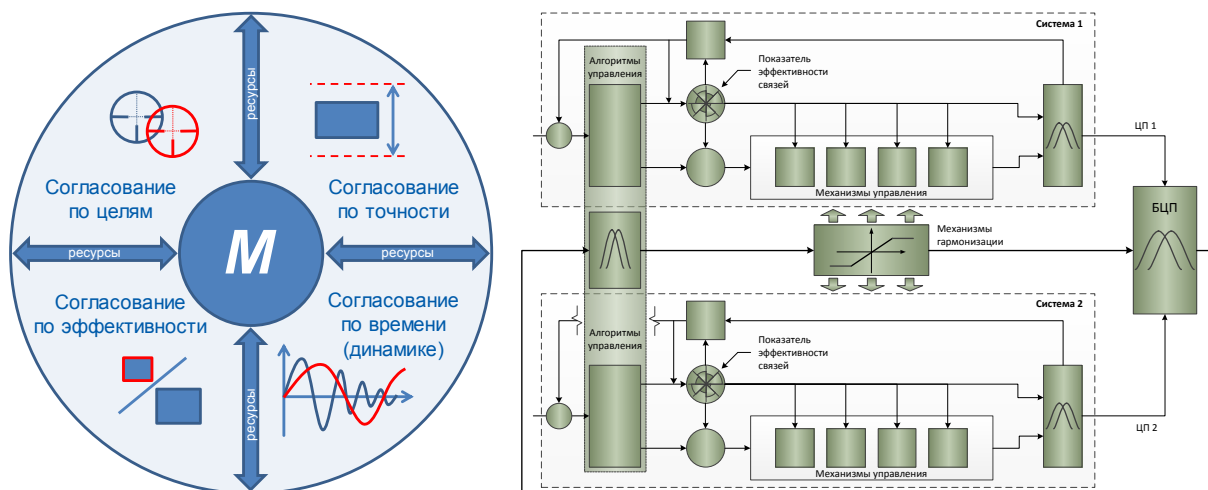 ресурсы
Согласование
по целям
Согласование
по точности
ресурсы
М
ресурсы
Согласование
по эффективности
Согласование
по времени
(динамике)
ресурсы
Система 1
Алгоритмы
управления
Показатель
эффективности
связей
Механизмы управления
ЦП 1
БЦП
Механизмы
гармонизации
Система 2
Алгоритмы
управления
Показатель
эффективности
связей
Механизмы управления
ЦП 2